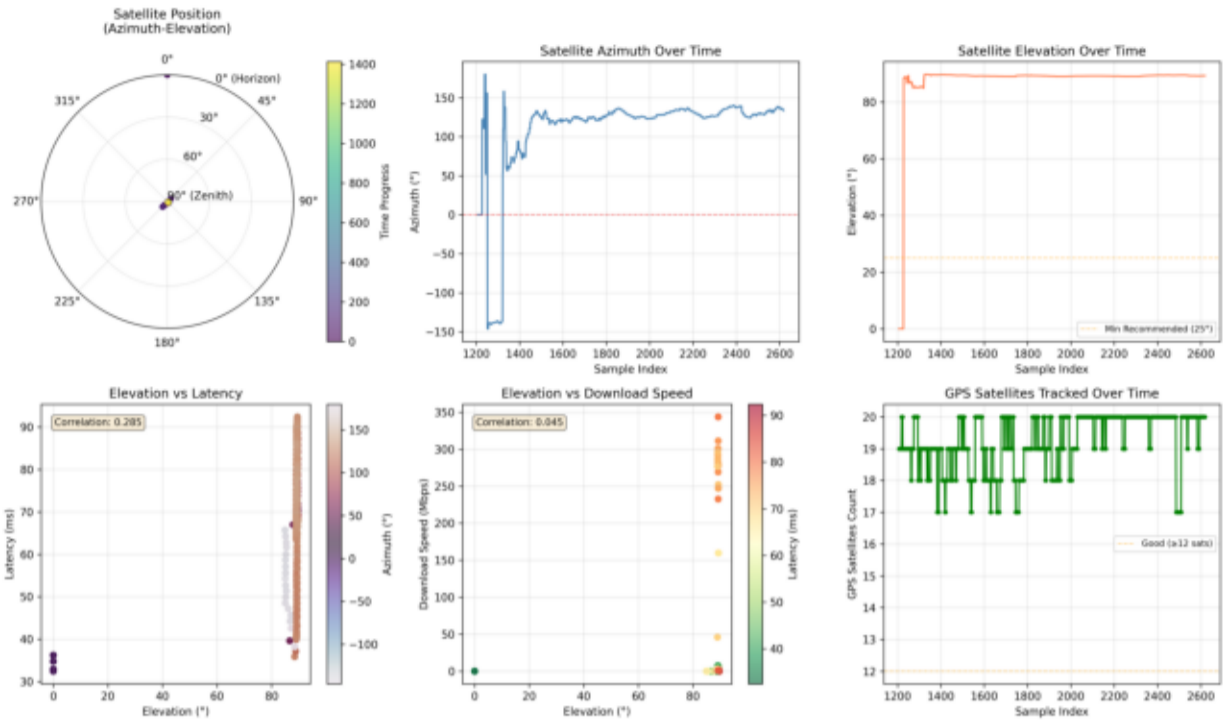 Satellite Position
(Azimuth-Elevation)
0°
0° (Horizon)
45°
30°
60°
90° (Zenith)
90°
135°
180°
225°
270°
315°
1400
1200
1000
800
600
400
200
0
Time Progress
Satellite Azimuth Over Time
150
100
50
0
−50
−100
−150
Azimuth (°)
1200 1400 1600 1800 2000 2200 2400 2600
Sample Index
Satellite Elevation Over Time
80
60
40
20
0
Elevation (°)
Min Recommended (25°)
1200 1400 1600 1800 2000 2200 2400 2600
Sample Index
Elevation vs Latency
Correlation: 0.285
90
80
70
60
50
40
30
Latency (ms)
0 20 40 60 80
Elevation (°)
150
100
50
0
−50
−100
Azimuth (°)
Elevation vs Download Speed
Correlation: 0.045
350
300
250
200
150
100
50
0
Download Speed (Mbps)
0 20 40 60 80
Elevation (°)
90
80
70
60
50
40
Latency (ms)
GPS Satellites Tracked Over Time
20
19
18
17
16
15
14
13
12
GPS Satellites Count
Good (≥12 sats)
1200 1400 1600 1800 2000 2200 2400 2600
Sample Index